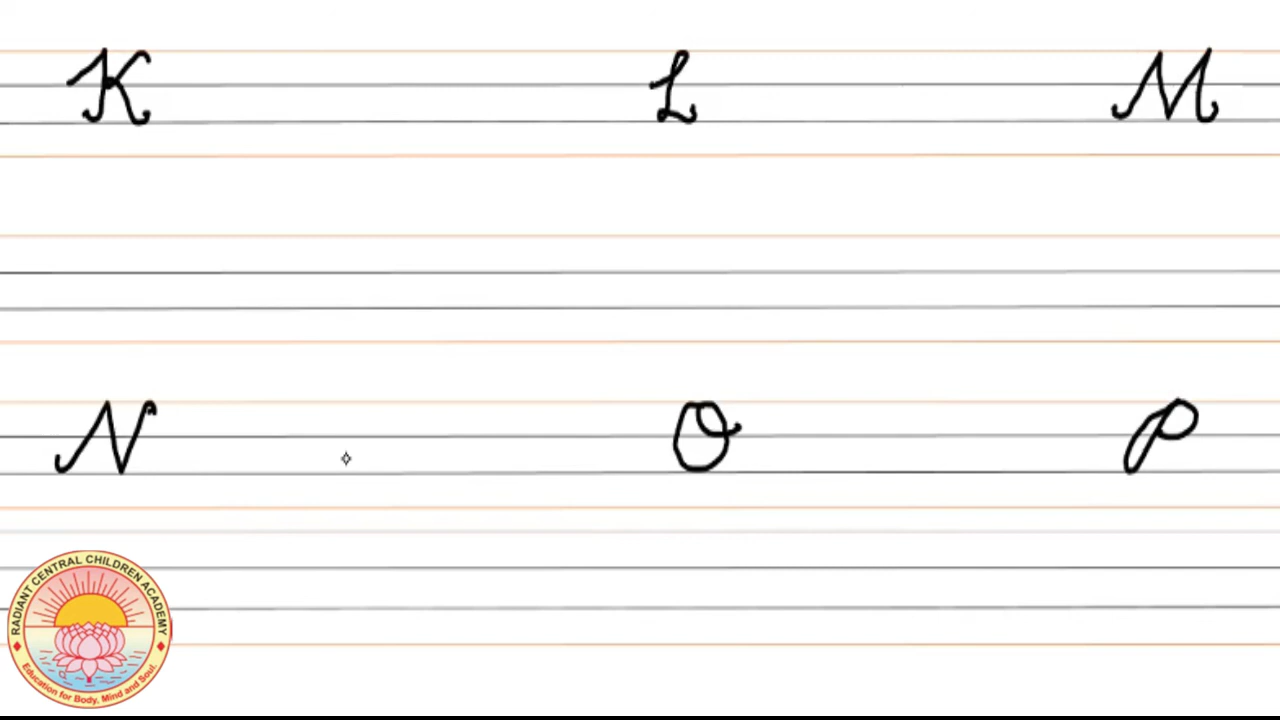 K L M
N O P
RADIANT CENTRAL CHILDREN ACADEMY
Education for Body, Mind and Soul.